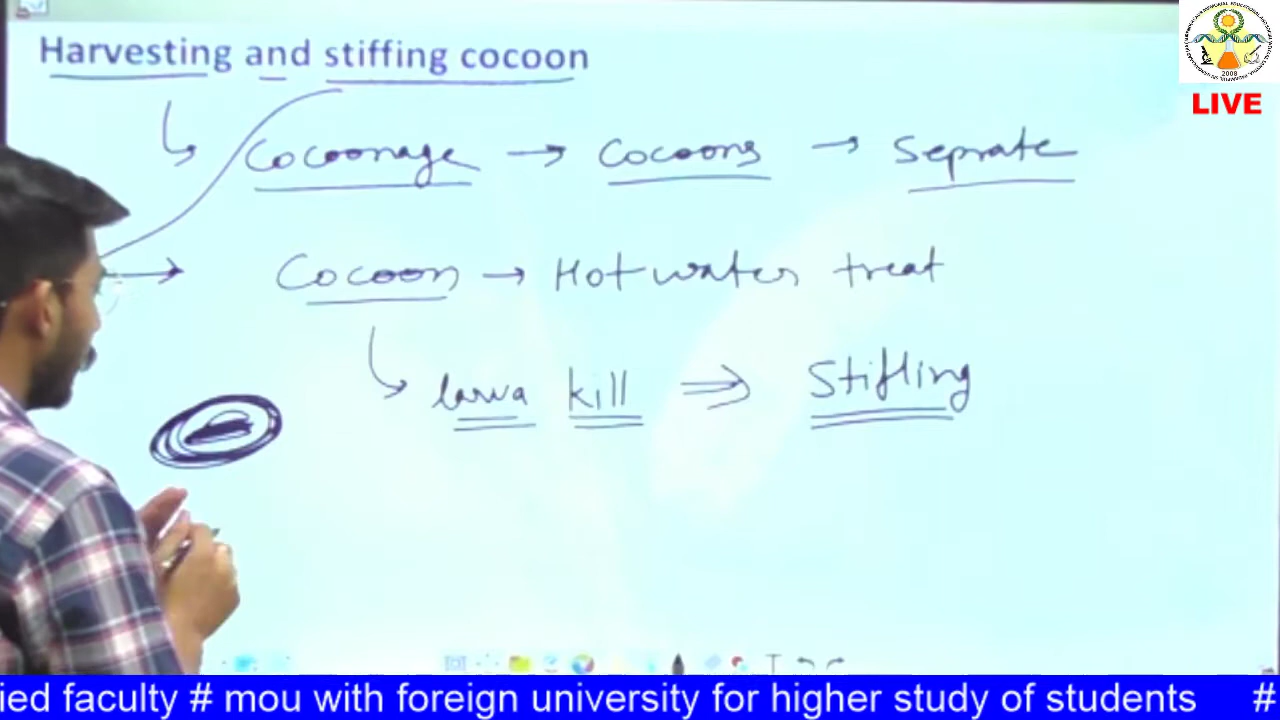 Harvesting and stiffing cocoon
LIVE
Cocoonage → Cocoons → Seprate
→ Cocoon → Hot water treat
larva kill ⇒ Stifling
2008
ied faculty # mou with foreign university for higher study of students #